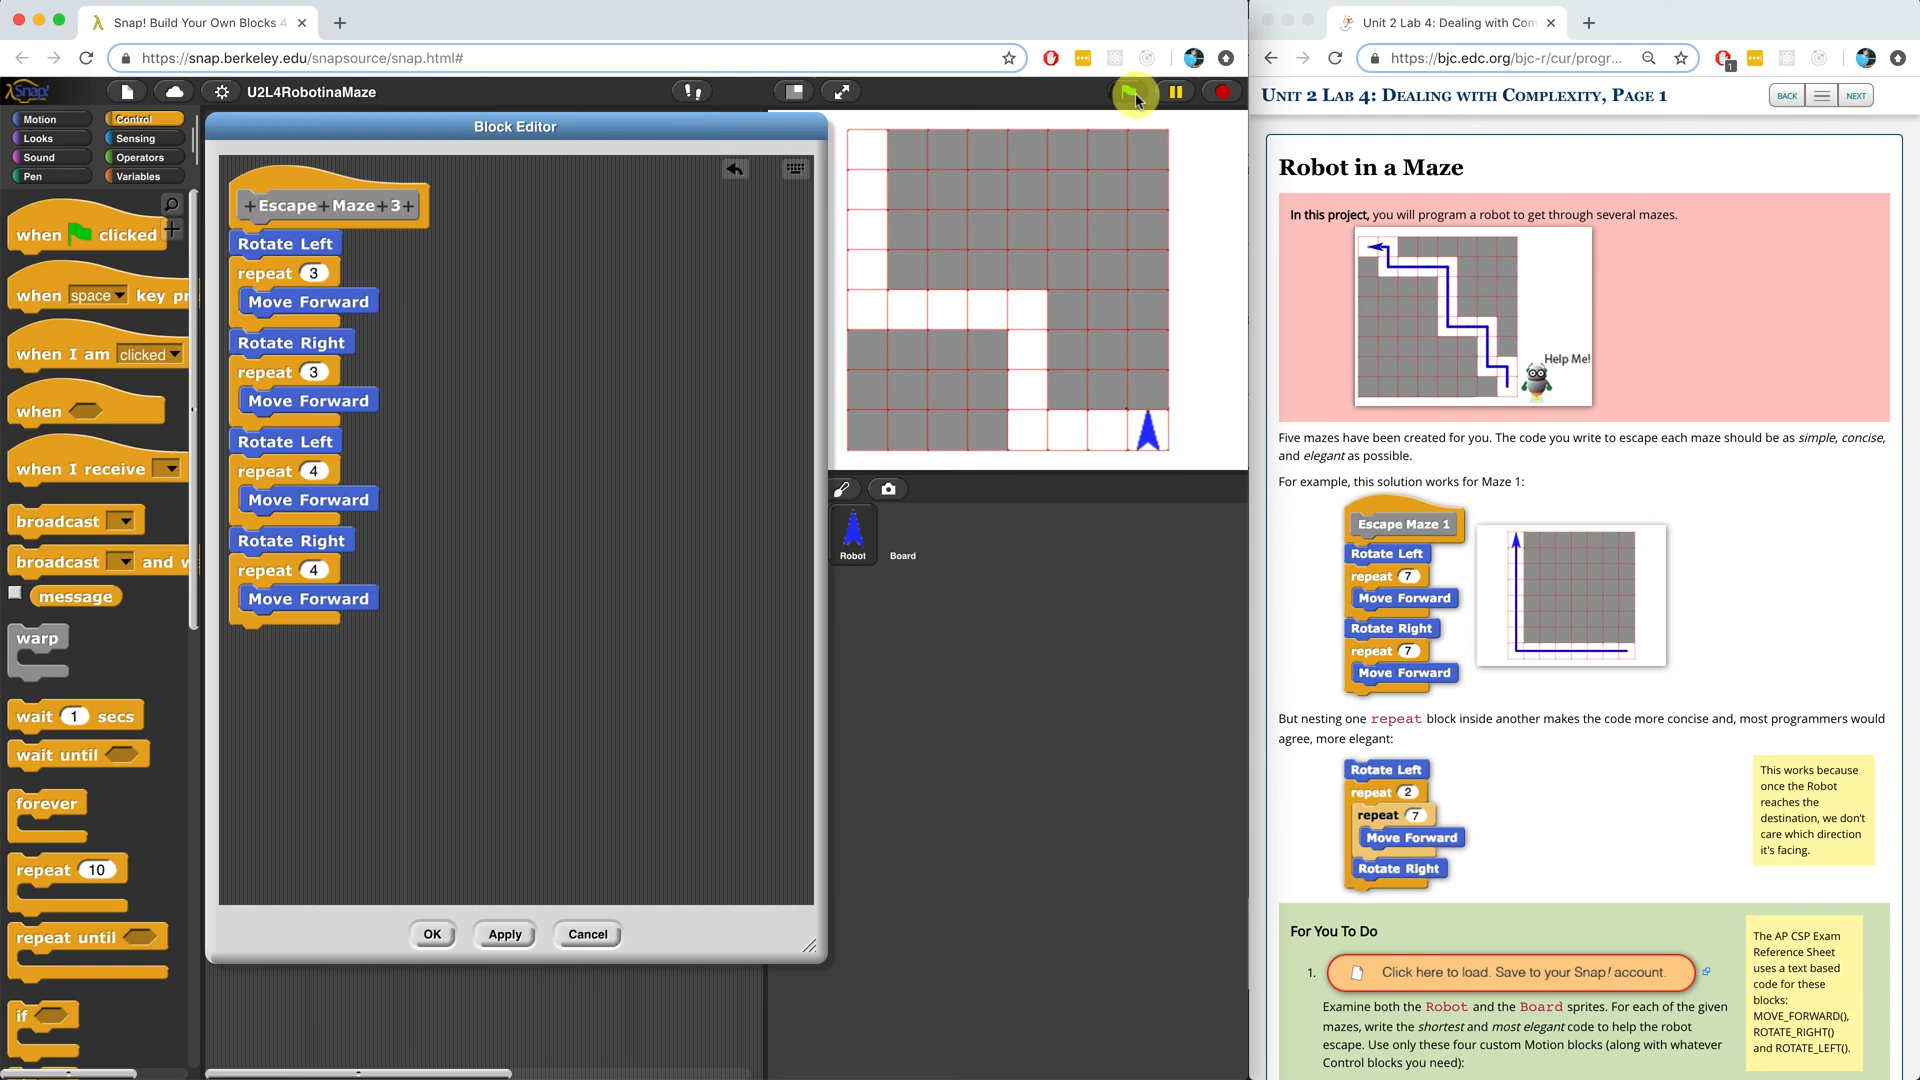 Snap! Build Your Own Blocks 4
https://snap.berkeley.edu/snapsource/snap.html#
Snap!
U2L4RobotinaMaze
Motion
Control
Looks
Sensing
Sound
Operators
Pen
Variables
when clicked
when space key pr
when I am clicked
when
when I receive
broadcast
broadcast and w
message
warp
wait 1 secs
wait until
forever
repeat 10
repeat until
if
Block Editor
+Escape+Maze+3+
Rotate Left
repeat 3
Move Forward
Rotate Right
repeat 3
Move Forward
Rotate Left
repeat 4
Move Forward
Rotate Right
repeat 4
Move Forward
OK
Apply
Cancel
Robot
Board
Unit 2 Lab 4: Dealing with Com
https://bjc.edc.org/bjc-r/cur/progr...
1
Unit 2 Lab 4: Dealing with Complexity, Page 1
BACK
NEXT
Robot in a Maze
In this project, you will program a robot to get through several mazes.
Help Me!
Five mazes have been created for you. The code you write to escape each maze should be as simple, concise,
and elegant as possible.
For example, this solution works for Maze 1:
Escape Maze 1
Rotate Left
repeat 7
Move Forward
Rotate Right
repeat 7
Move Forward
But nesting one repeat block inside another makes the code more concise and, most programmers would
agree, more elegant:
Rotate Left
repeat 2
repeat 7
Move Forward
Rotate Right
This works because
once the Robot
reaches the
destination, we don't
care which direction
it's facing.
For You To Do
1.
Click here to load. Save to your Snap! account.
Examine both the Robot and the Board sprites. For each of the given
mazes, write the shortest and most elegant code to help the robot
escape. Use only these four custom Motion blocks (along with whatever
Control blocks you need):
The AP CSP Exam
Reference Sheet
uses a text based
code for these
blocks:
MOVE_FORWARD(),
ROTATE_RIGHT()
and ROTATE_LEFT().